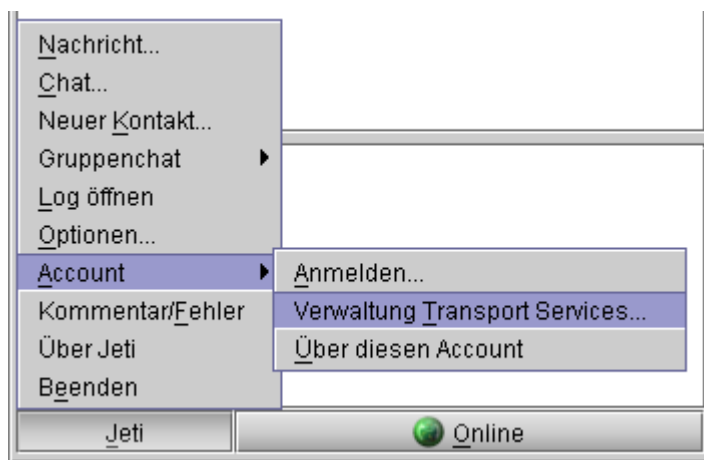 Nachricht...
Chat...
Neuer Kontakt...
Gruppenchat
Log öffnen
Optionen...
Account
Kommentar/Fehler
Über Jeti
Beenden
Anmelden...
Verwaltung Transport Services...
Über diesen Account
Jeti
Online